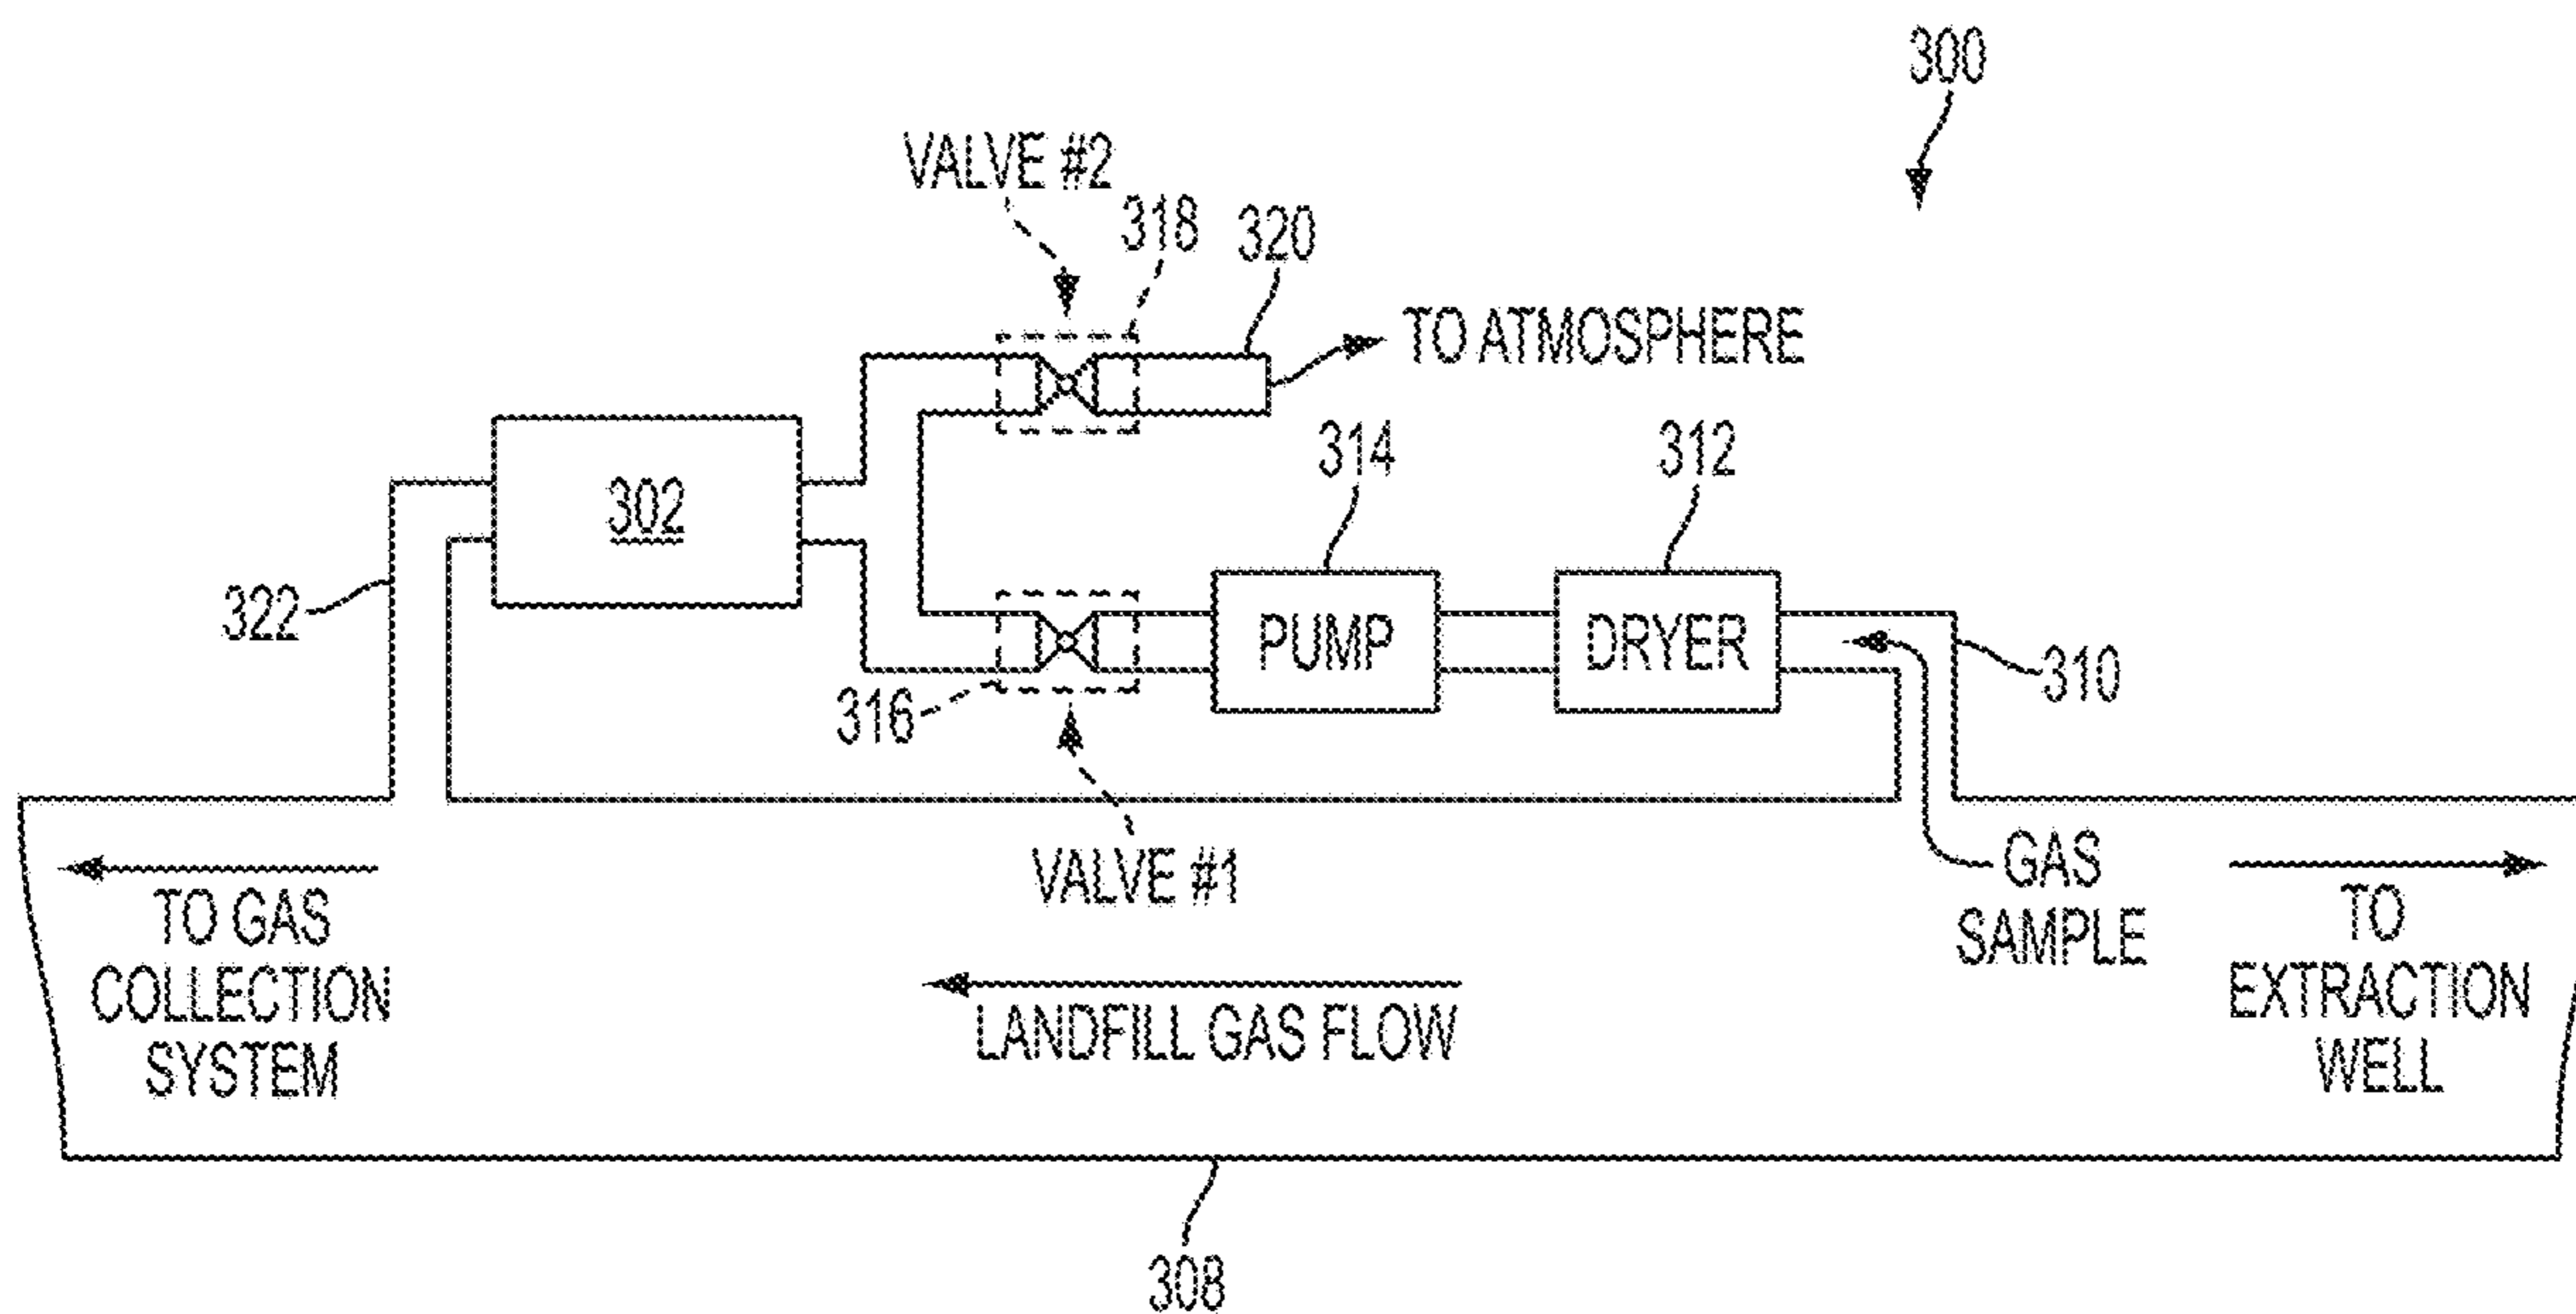 300
VALVE #2
318
320
TO ATMOSPHERE
314
312
302
322
PUMP
DRYER
310
316
VALVE #1
GAS
SAMPLE
TO GAS
COLLECTION
SYSTEM
LANDFILL GAS FLOW
TO
EXTRACTION
WELL
308